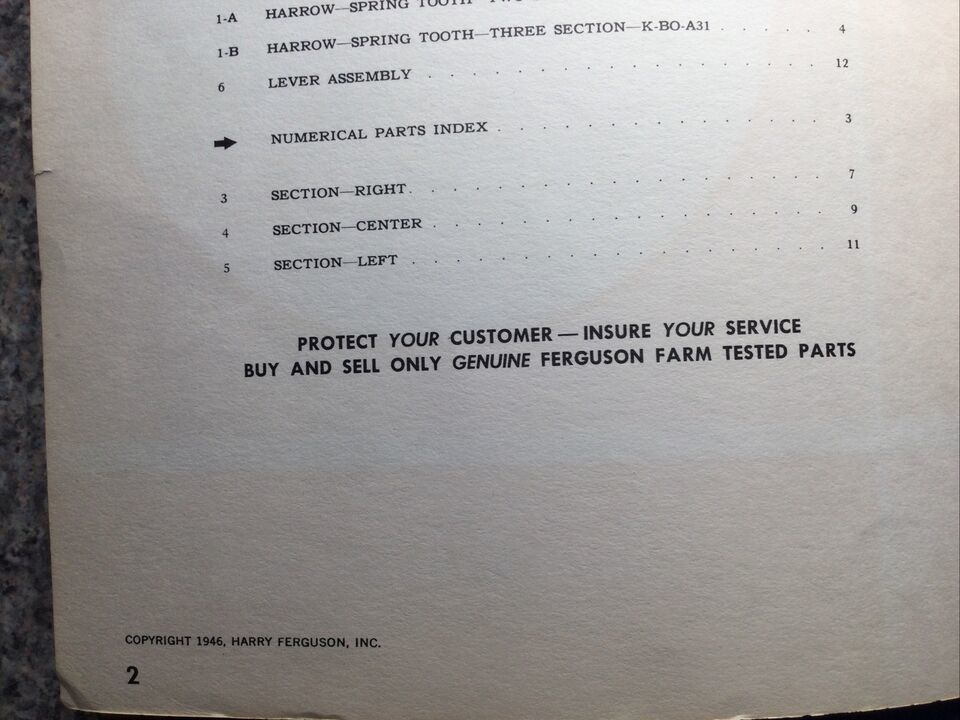 1-A HARROW—SPRING TOOTH
1-B HARROW—SPRING TOOTH—THREE SECTION—K-BO-A31 . . . . . 4
6 LEVER ASSEMBLY . . . . . . . . . . . . . . 12
➡ NUMERICAL PARTS INDEX . . . . . . . . . . . . 3
3 SECTION—RIGHT . . . . . . . . . . . . . . 7
4 SECTION—CENTER . . . . . . . . . . . . . . 9
5 SECTION—LEFT . . . . . . . . . . . . . . . 11
PROTECT YOUR CUSTOMER — INSURE YOUR SERVICE
BUY AND SELL ONLY GENUINE FERGUSON FARM TESTED PARTS
COPYRIGHT 1946, HARRY FERGUSON, INC.
2